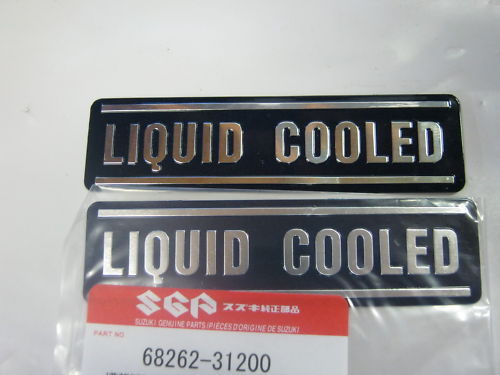 LIQUID COOLED
LIQUID COOLED
SGP スズキ純正部品
SUZUKI GENUINE PARTS (PIÈCES D'ORIGINE DE SUZUKI)
PART NO
68262-31200